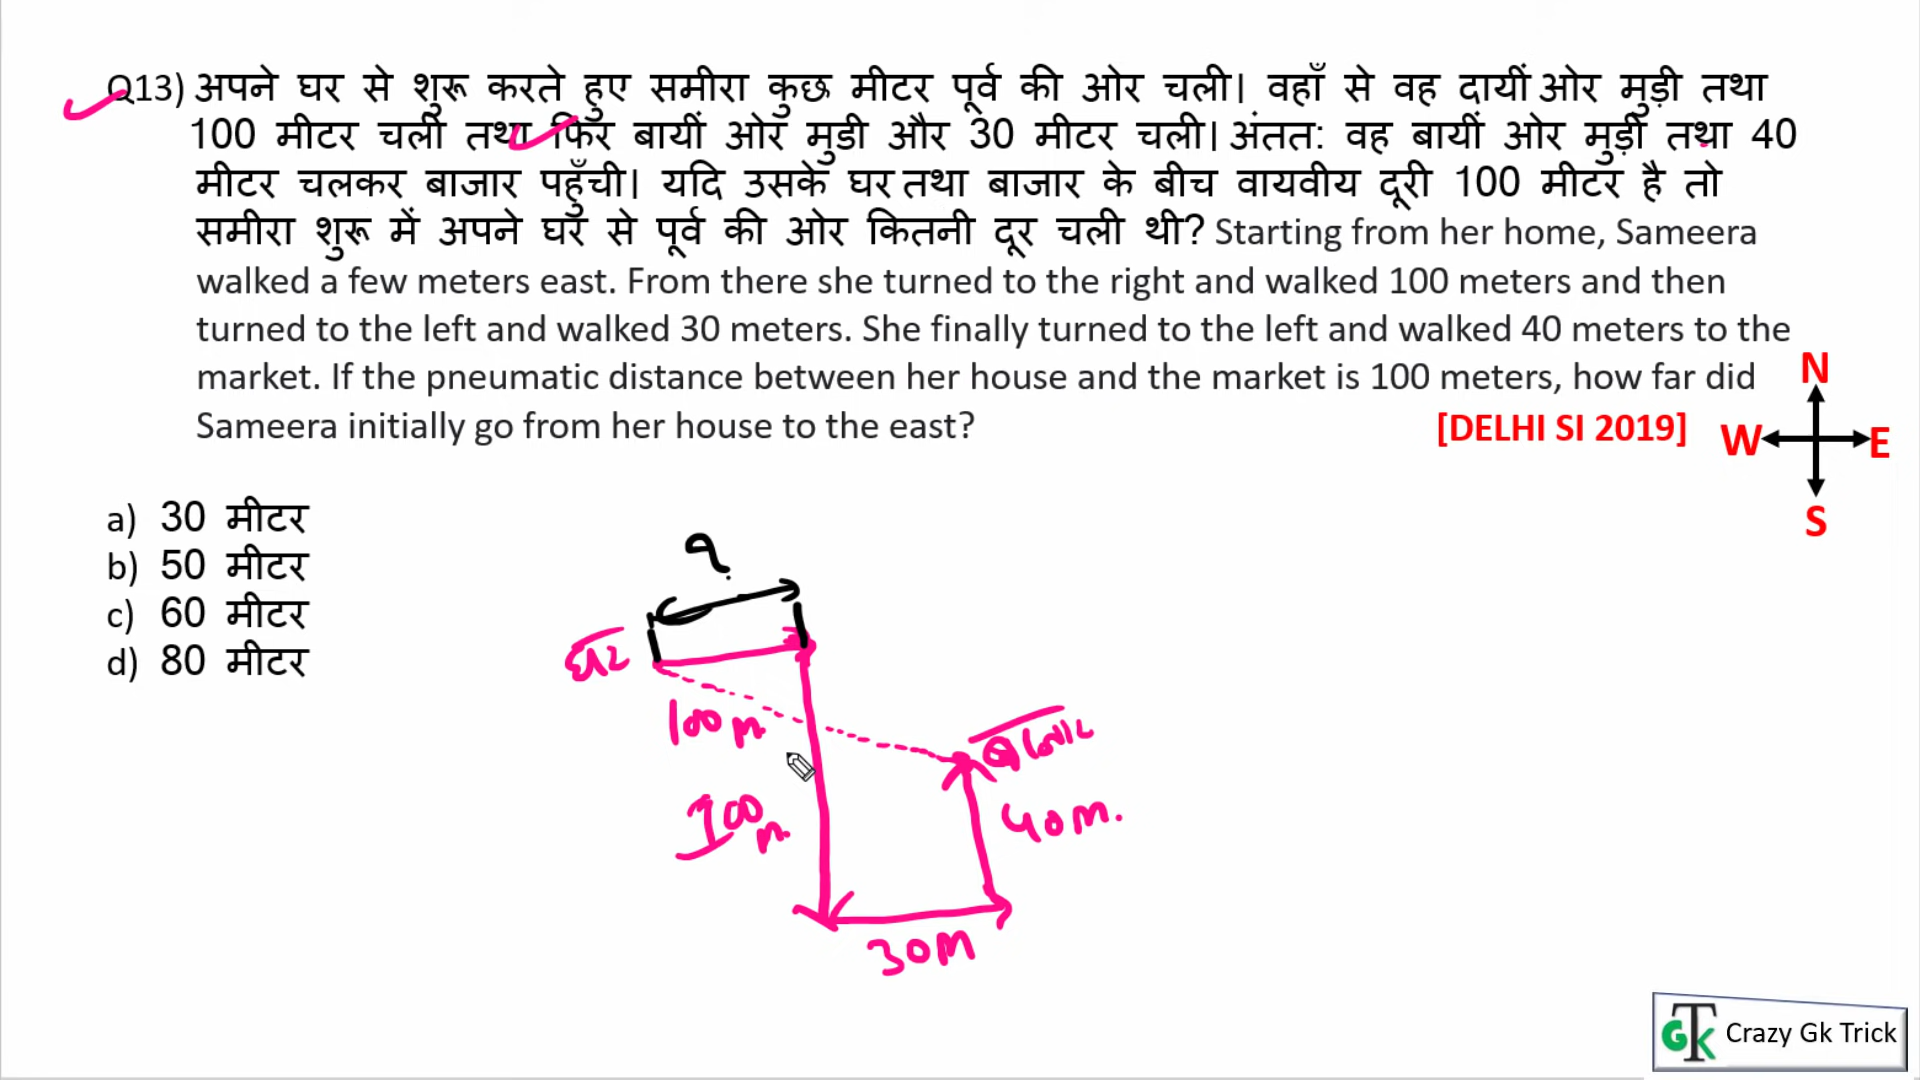 Q13) अपने घर से शुरू करते हुए समीरा कुछ मीटर पूर्व की ओर चली। वहाँ से वह दायीं ओर मुड़ी तथा
100 मीटर चली तथा फिर बायीं ओर मुडी और 30 मीटर चली। अंतत: वह बायीं ओर मुड़ी तथा 40
मीटर चलकर बाजार पहुँची। यदि उसके घर तथा बाजार के बीच वायवीय दूरी 100 मीटर है तो
समीरा शुरू में अपने घर से पूर्व की ओर कितनी दूर चली थी? Starting from her home, Sameera
walked a few meters east. From there she turned to the right and walked 100 meters and then
turned to the left and walked 30 meters. She finally turned to the left and walked 40 meters to the
market. If the pneumatic distance between her house and the market is 100 meters, how far did
Sameera initially go from her house to the east? [DELHI SI 2019]
N
W E
S
a) 30 मीटर
b) 50 मीटर
c) 60 मीटर
d) 80 मीटर
?
घर
100 m
बाजार
100 m
40m.
30M
GTK Crazy Gk Trick